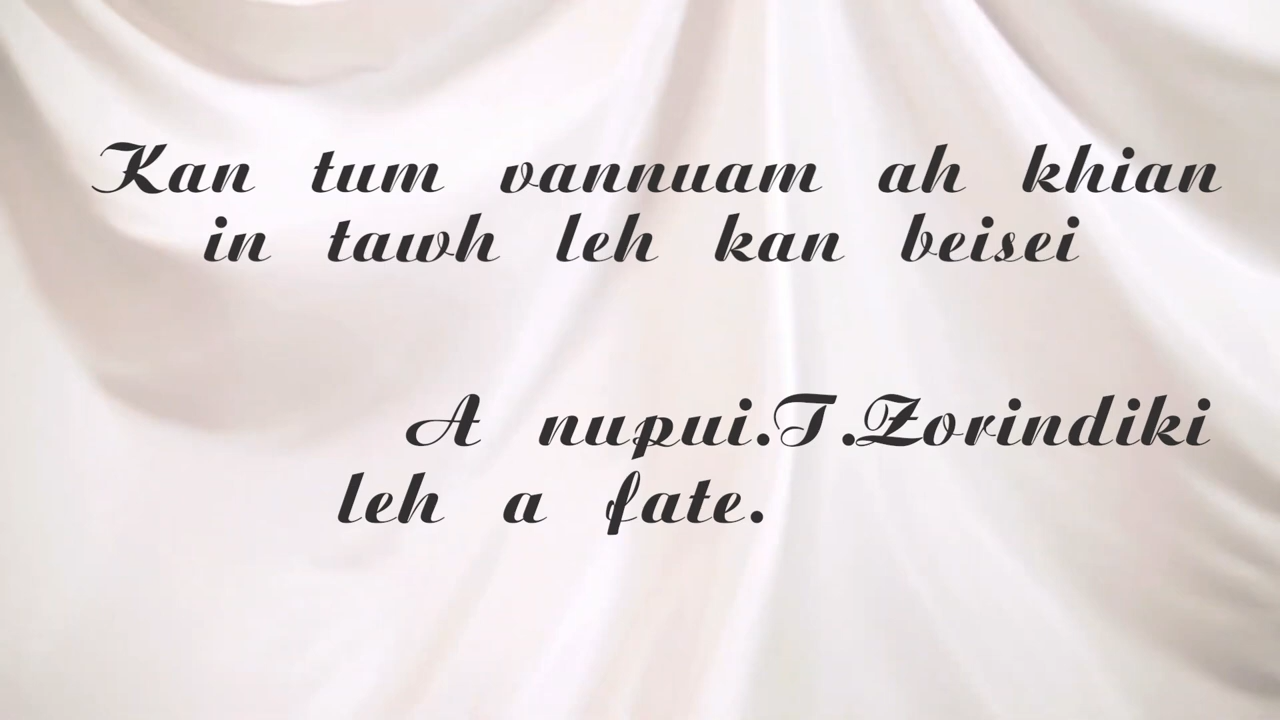 Kan tum vannuam ah khian
in tawh leh kan beisei
A nupui.T.Zorindiki
leh a fate.